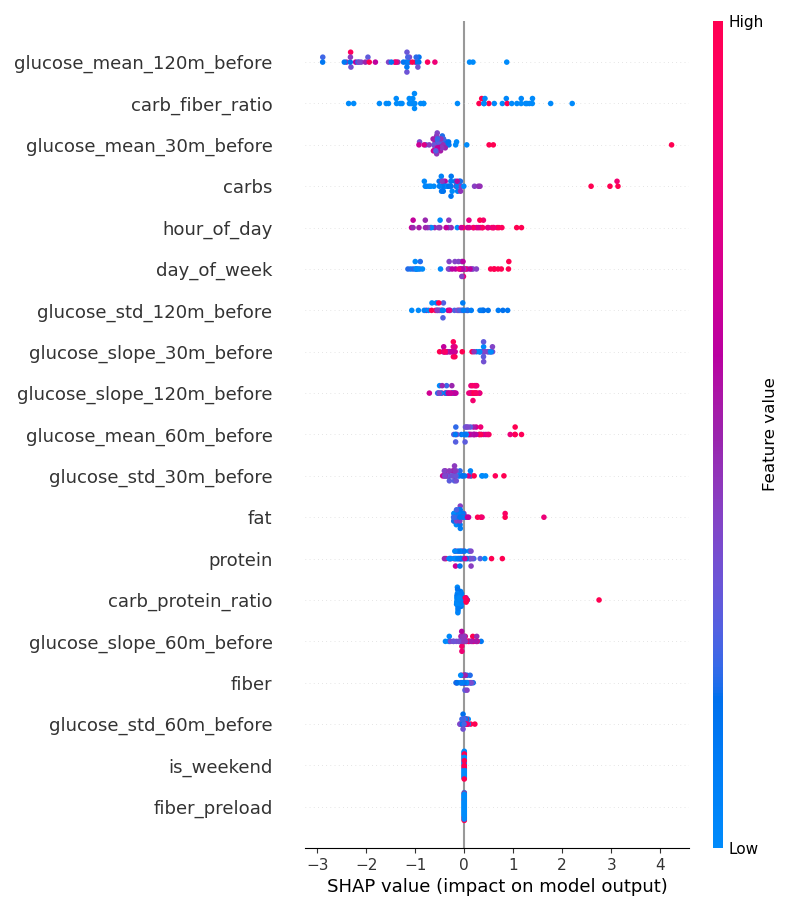 High
glucose_mean_120m_before
carb_fiber_ratio
glucose_mean_30m_before
carbs
hour_of_day
day_of_week
glucose_std_120m_before
glucose_slope_30m_before
glucose_slope_120m_before
glucose_mean_60m_before
glucose_std_30m_before
fat
protein
carb_protein_ratio
glucose_slope_60m_before
fiber
glucose_std_60m_before
is_weekend
fiber_preload
Feature value
Low
−3 −2 −1 0 1 2 3 4
SHAP value (impact on model output)